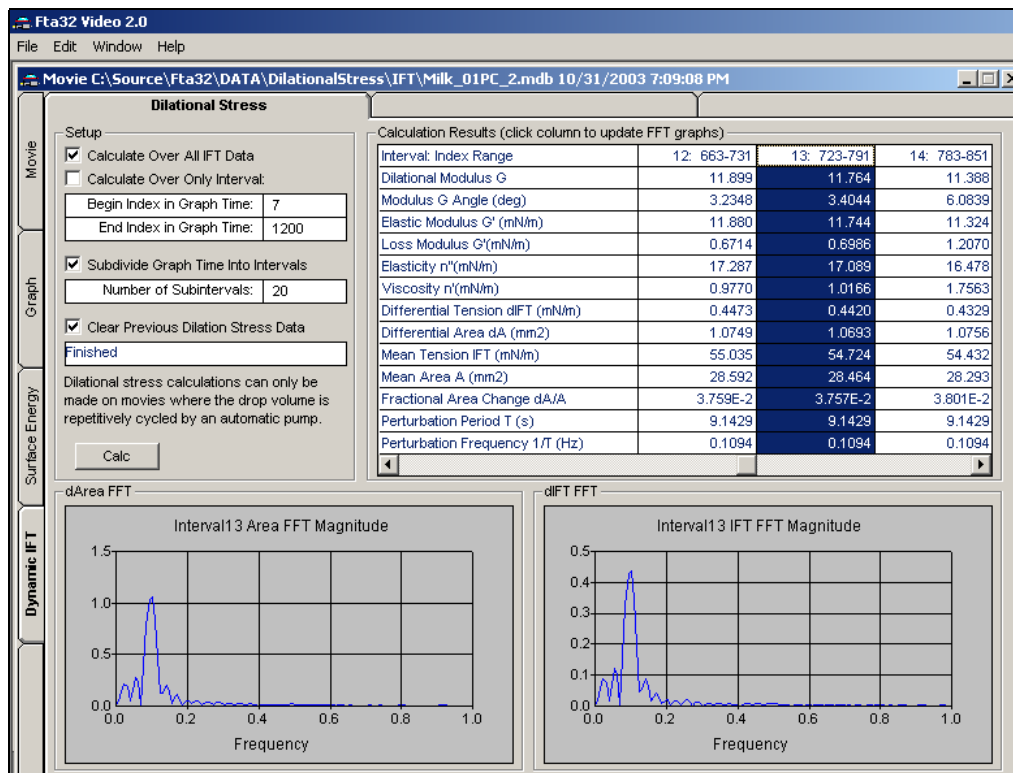 Fta32 Video 2.0
File Edit Window Help
Movie C:\Source\Fta32\DATA\DilationalStress\IFT\Milk_01PC_2.mdb 10/31/2003 7:09:08 PM
Movie
Graph
Surface Energy
Dynamic IFT
Dilational Stress
Setup
Calculate Over All IFT Data
Calculate Over Only Interval:
Begin Index in Graph Time: 7
End Index in Graph Time: 1200
Subdivide Graph Time Into Intervals
Number of Subintervals: 20
Clear Previous Dilation Stress Data
Finished
Dilational stress calculations can only be
made on movies where the drop volume is
repetitively cycled by an automatic pump.
Calc
Calculation Results (click column to update FFT graphs)
Interval: Index Range 12: 663-731 13: 723-791 14: 783-851
Dilational Modulus G 11.899 11.764 11.388
Modulus G Angle (deg) 3.2348 3.4044 6.0839
Elastic Modulus G' (mN/m) 11.880 11.744 11.324
Loss Modulus G'(mN/m) 0.6714 0.6986 1.2070
Elasticity n"(mN/m) 17.287 17.089 16.478
Viscosity n'(mN/m) 0.9770 1.0166 1.7563
Differential Tension dIFT (mN/m) 0.4473 0.4420 0.4329
Differential Area dA (mm2) 1.0749 1.0693 1.0756
Mean Tension IFT (mN/m) 55.035 54.724 54.432
Mean Area A (mm2) 28.592 28.464 28.293
Fractional Area Change dA/A 3.759E-2 3.757E-2 3.801E-2
Perturbation Period T (s) 9.1429 9.1429 9.1429
Perturbation Frequency 1/T (Hz) 0.1094 0.1094 0.1094
dArea FFT
Interval13 Area FFT Magnitude
1.5
1.0
0.5
0.0
0.0 0.2 0.4 0.6 0.8 1.0
Frequency
dIFT FFT
Interval13 IFT FFT Magnitude
0.5
0.4
0.3
0.2
0.1
0.0
0.0 0.2 0.4 0.6 0.8 1.0
Frequency